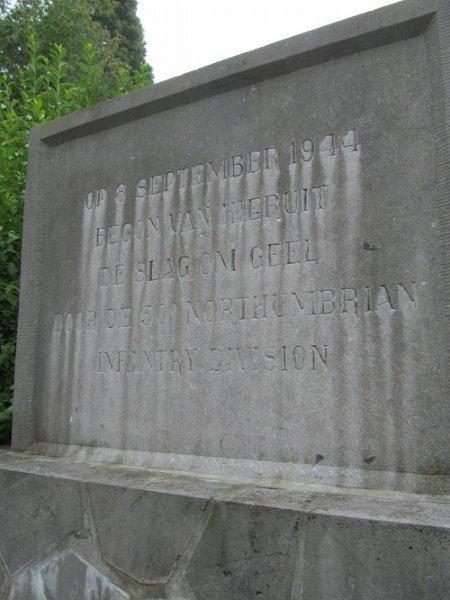 OP 8 SEPTEMBER 1944
BEGON VAN HIERUIT
DE SLAG OM GEEL
DOOR DE 50e NORTHUMBRIAN
INFANTRY DIVISION